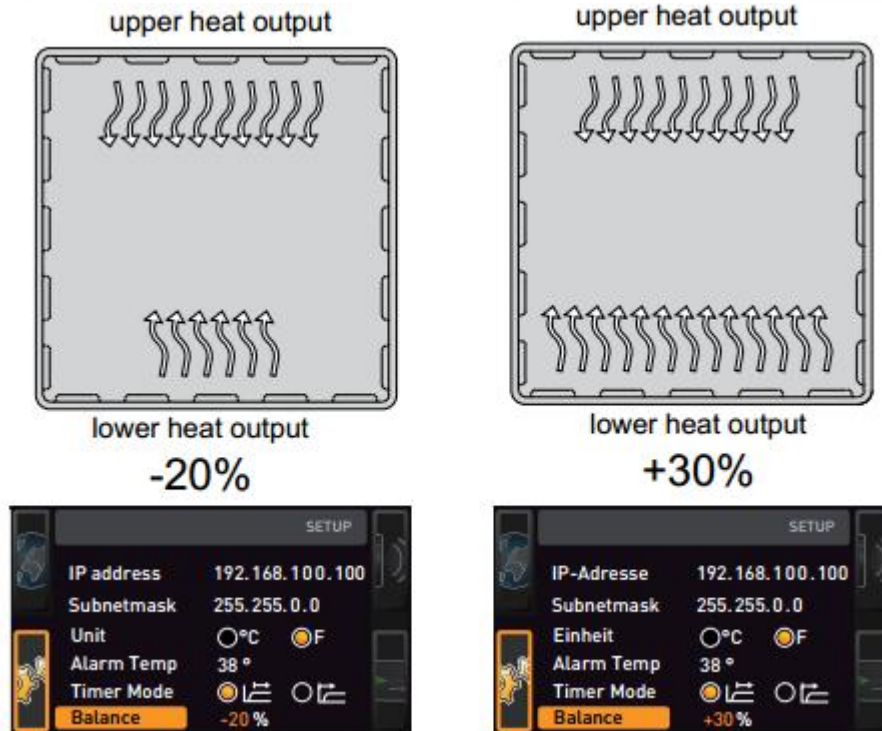 upper heat output
lower heat output
-20%
SETUP
IP address 192.168.100.100
Subnetmask 255.255.0.0
Unit °C F
Alarm Temp 38 °
Timer Mode
Balance -20 %
upper heat output
lower heat output
+30%
SETUP
IP-Adresse 192.168.100.100
Subnetmask 255.255.0.0
Einheit °C F
Alarm Temp 38 °
Timer Mode
Balance +30 %